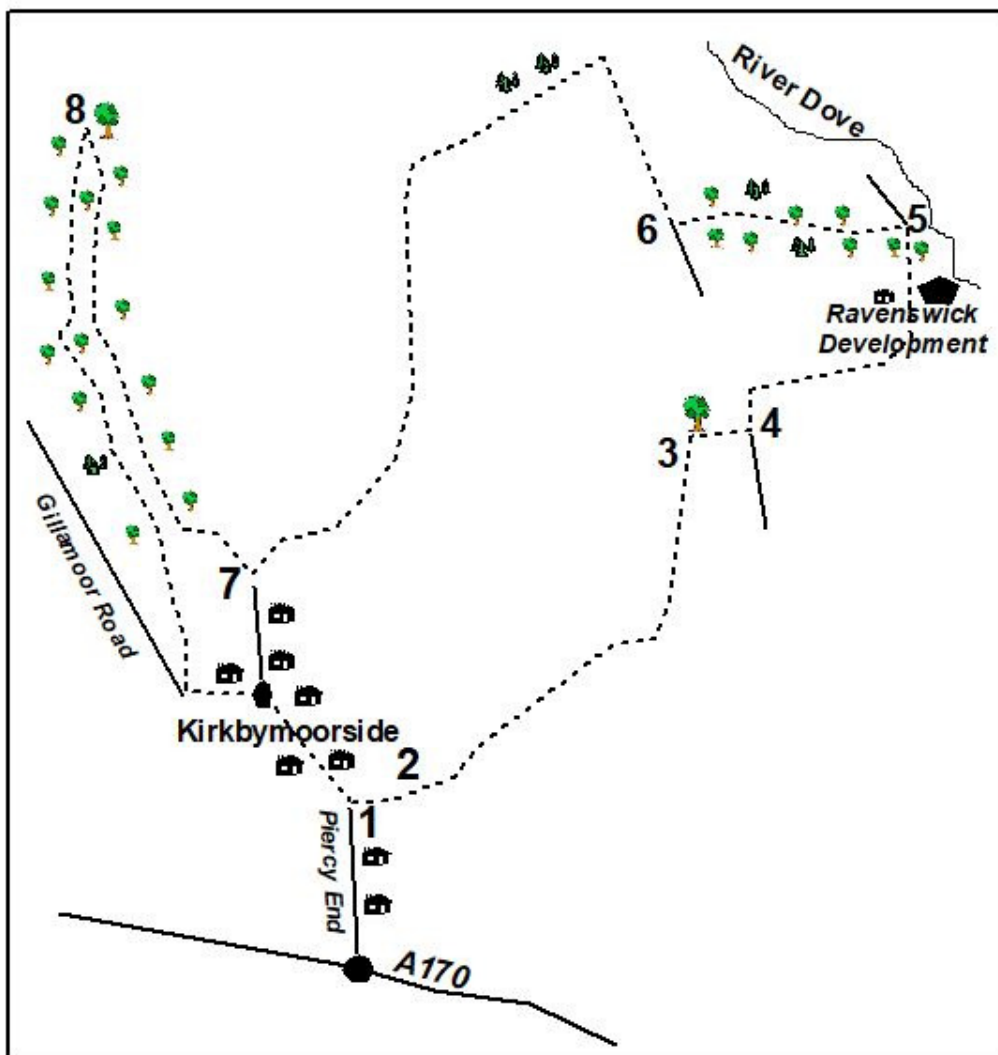 River Dove
8
5
6
Ravenswick
Development
4
3
Gillamoor Road
7
Kirkbymoorside
2
1
Piercy End
A170